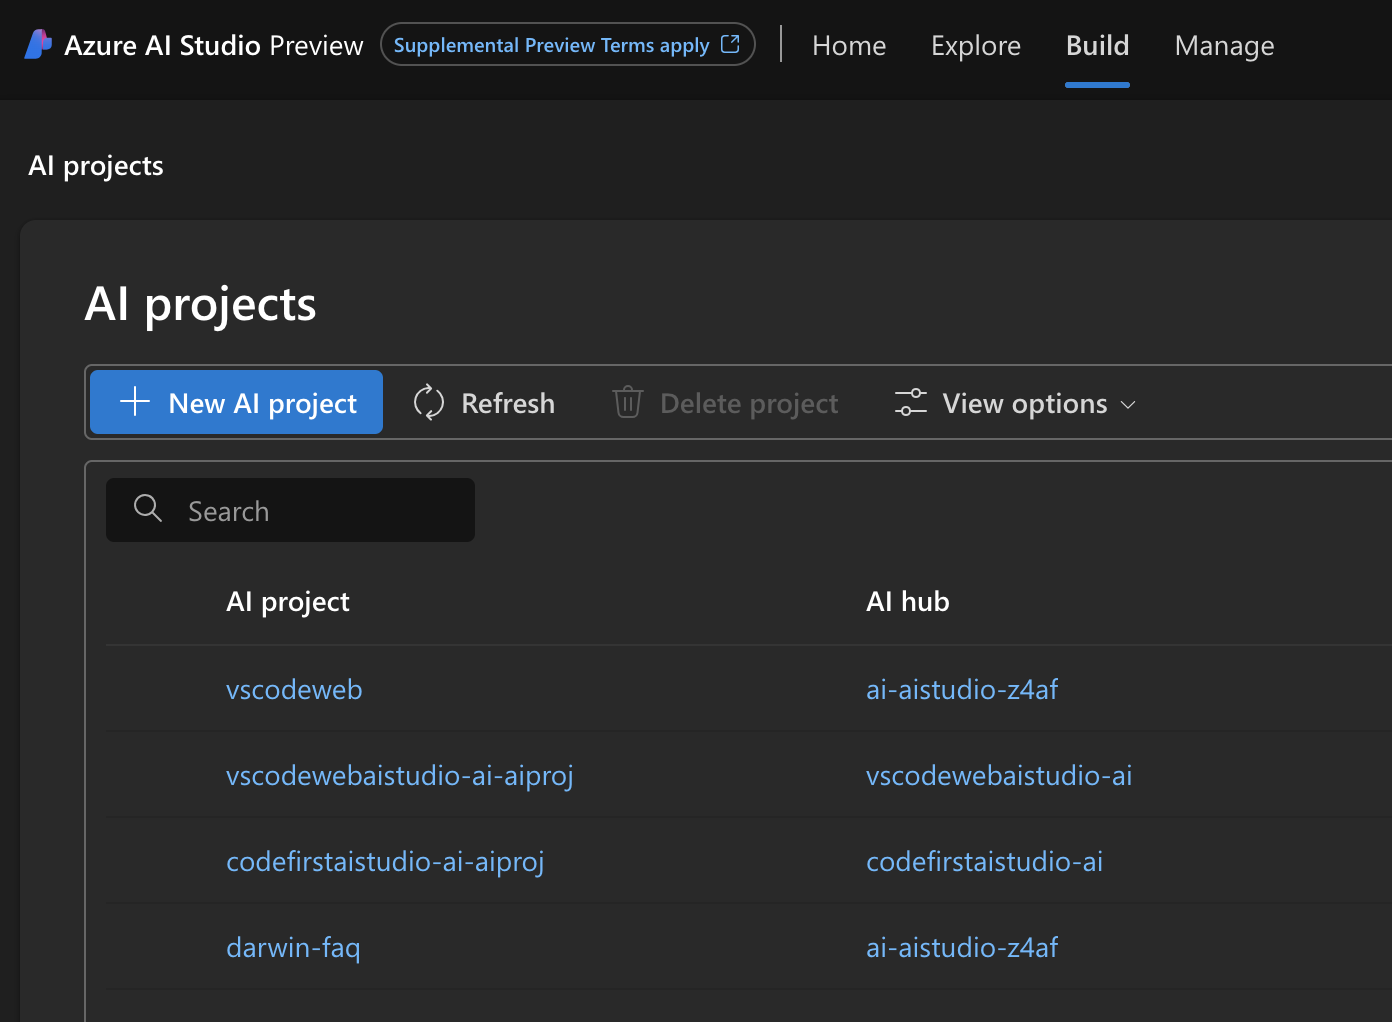 Azure AI Studio Preview Supplemental Preview Terms apply Home Explore Build Manage
AI projects
AI projects
New AI project Refresh Delete project View options
Search
AI project AI hub
vscodeweb ai-aistudio-z4af
vscodewebaistudio-ai-aiproj vscodewebaistudio-ai
codefirstaistudio-ai-aiproj codefirstaistudio-ai
darwin-faq ai-aistudio-z4af